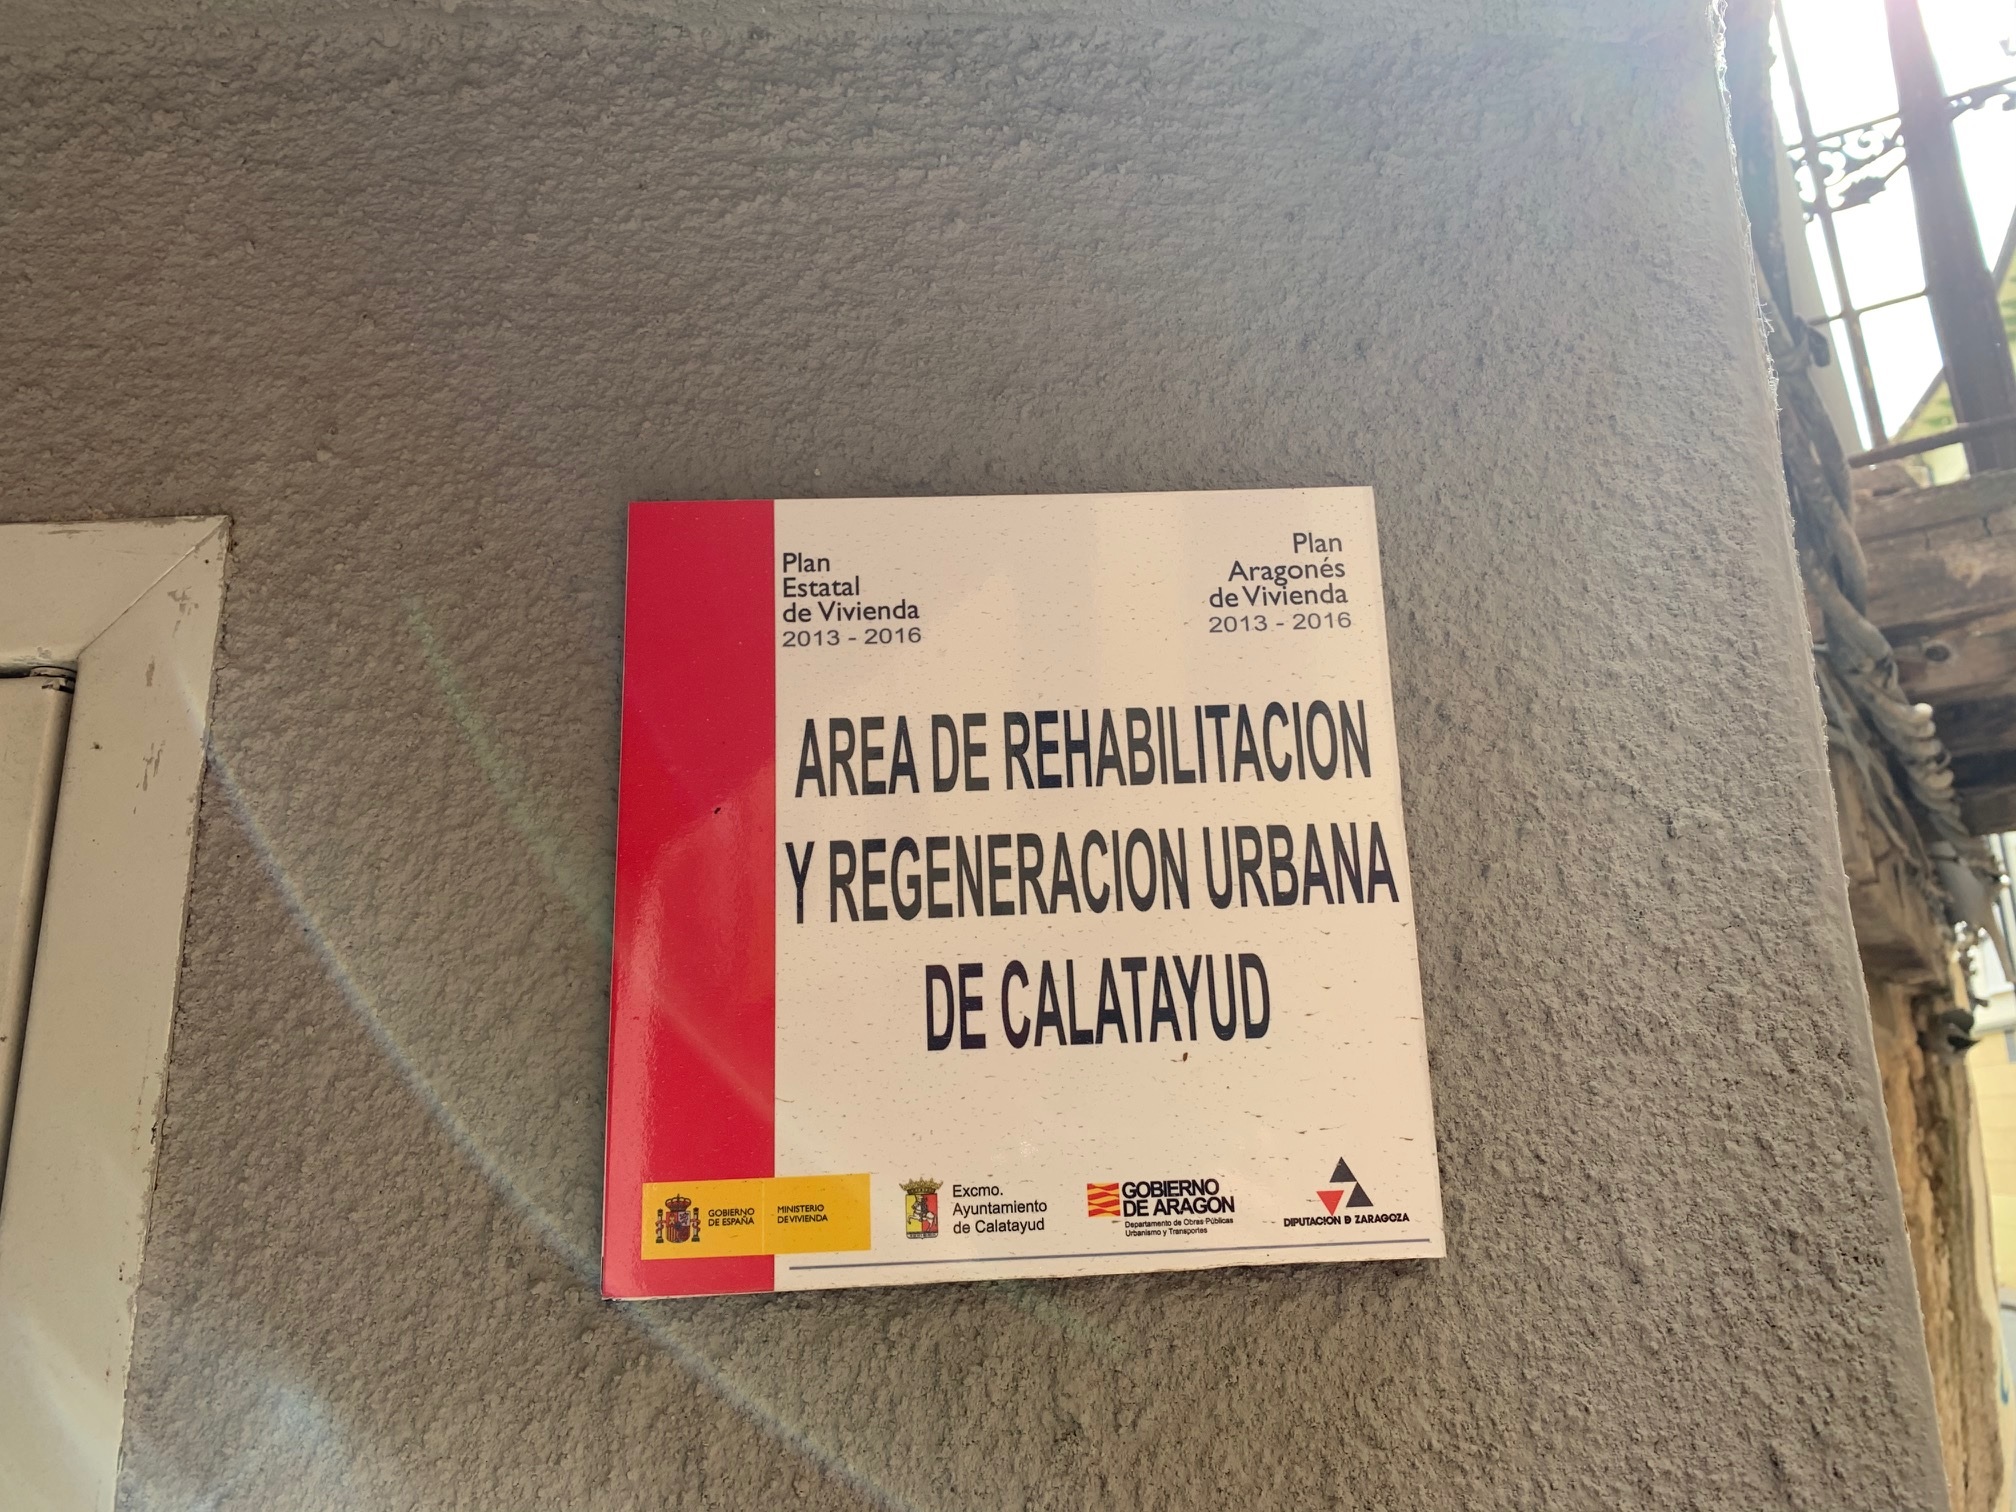 Plan
Estatal
de Vivienda
2013 - 2016
Plan
Aragonés
de Vivienda
2013 - 2016
AREA DE REHABILITACION
Y REGENERACION URBANA
DE CALATAYUD
GOBIERNO
DE ESPAÑA
MINISTERIO
DE VIVIENDA
Excmo.
Ayuntamiento
de Calatayud
GOBIERNO
DE ARAGON
Departamento de Obras Públicas
Urbanismo y Transportes
DIPUTACION D ZARAGOZA